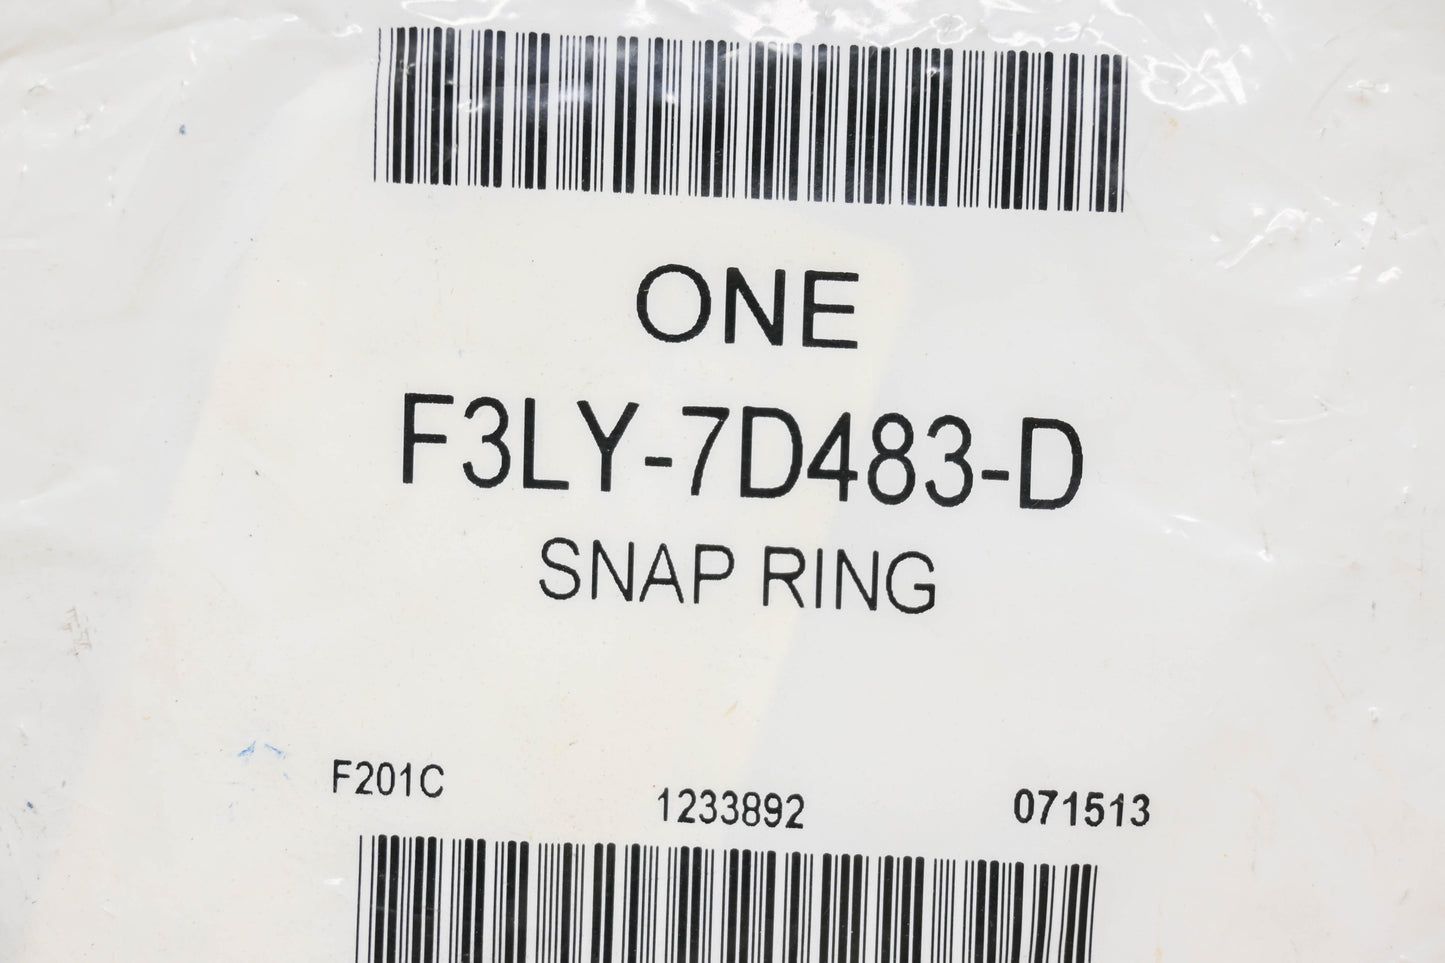 ONE
F3LY-7D483-D
SNAP RING
F201C 1233892 071513